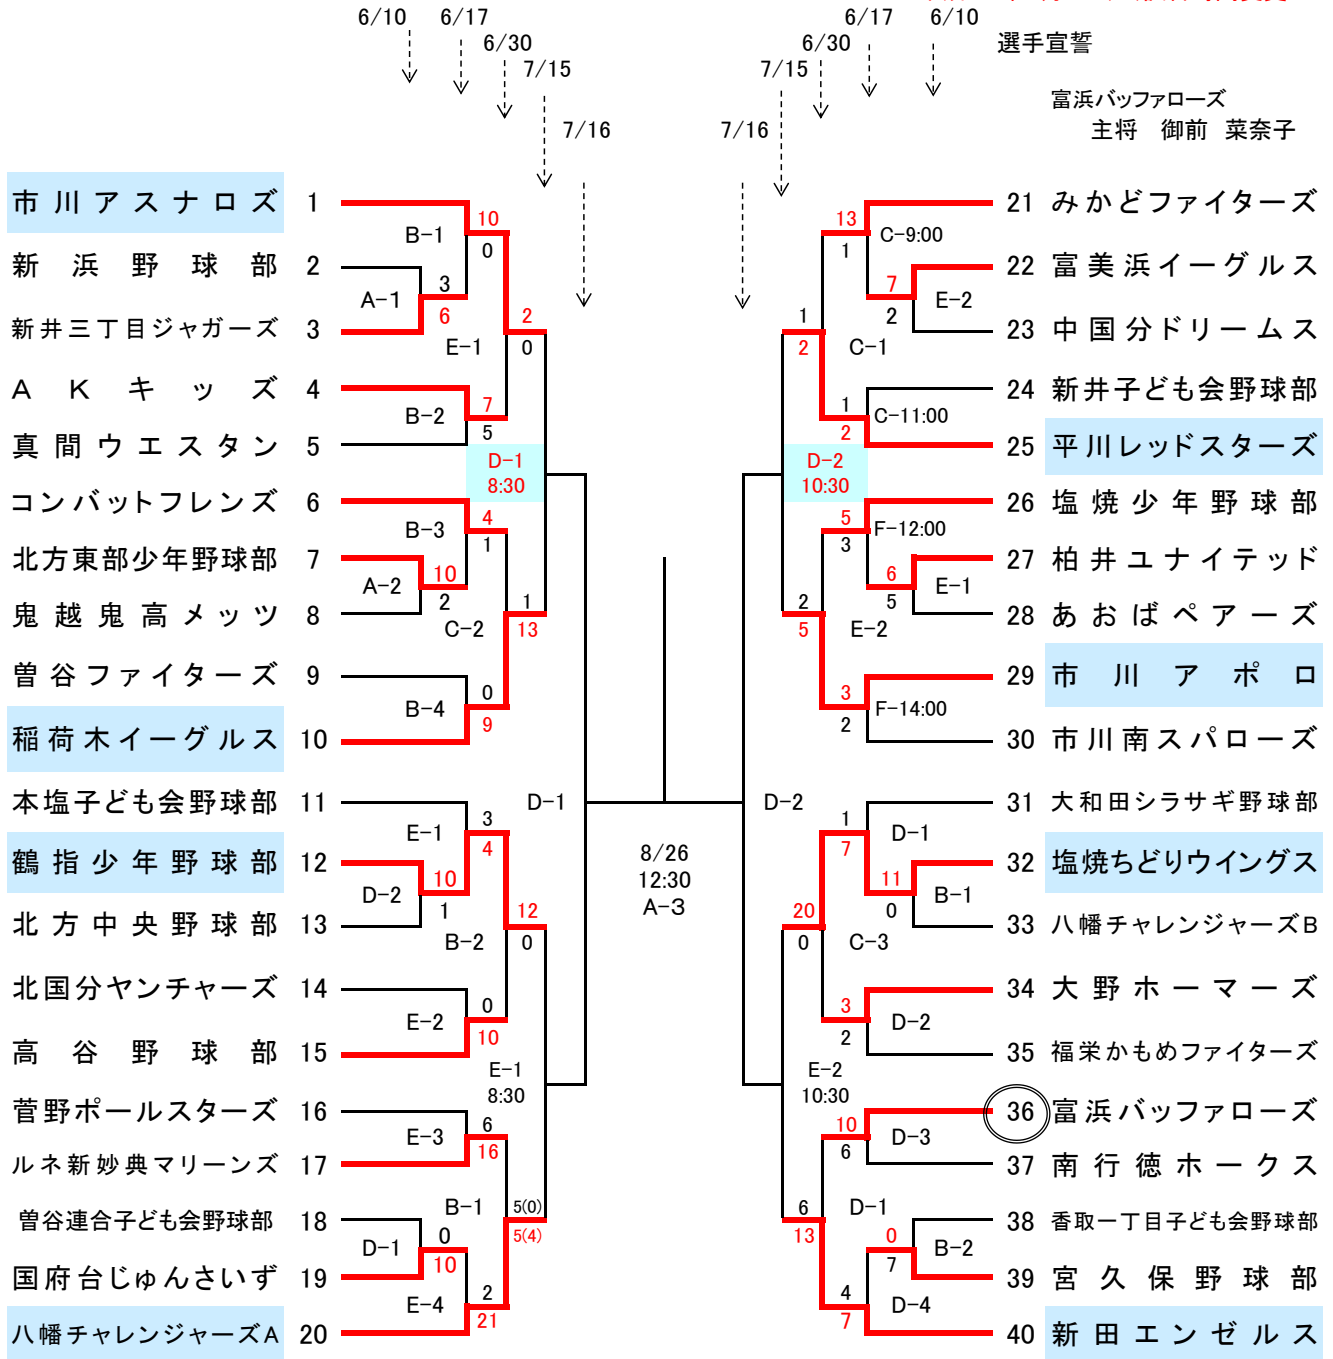 6/10 6/17 6/30 7/15 7/16
7/16 7/15 6/30 6/17 6/10
選手宣誓
富浜バッファローズ
主将 御前 菜奈子
市川アスナロズ 1
新浜野球部 2
新井三丁目ジャガーズ 3
AKキッズ 4
真間ウエスタン 5
コンバットフレンズ 6
北方東部少年野球部 7
鬼越鬼高メッツ 8
曽谷ファイターズ 9
稲荷木イーグルス 10
本塩子ども会野球部 11
鶴指少年野球部 12
北方中央野球部 13
北国分ヤンチャーズ 14
高谷野球部 15
菅野ポールスターズ 16
ルネ新妙典マリーンズ 17
曽谷連合子ども会野球部 18
国府台じゅんさいず 19
八幡チャレンジャーズA 20
A-1
3
6
B-1
10
0
E-1
2
0
B-2
7
5
D-1
8:30
B-3
4
1
A-2
10
2
C-2
1
13
B-4
0
9
D-1
E-1
3
4
D-2
10
1
B-2
12
0
E-2
0
10
E-1
8:30
E-3
6
16
B-1
5(0)
5(4)
D-1
0
10
E-4
2
21
8/26
12:30
A-3
21 みかどファイターズ
22 富美浜イーグルス
23 中国分ドリームス
24 新井子ども会野球部
25 平川レッドスターズ
26 塩焼少年野球部
27 柏井ユナイテッド
28 あおばペアーズ
29 市川アポロ
30 市川南スパローズ
31 大和田シラサギ野球部
32 塩焼ちどりウイングス
33 八幡チャレンジャーズB
34 大野ホーマーズ
35 福栄かもめファイターズ
36 富浜バッファローズ
37 南行徳ホークス
38 香取一丁目子ども会野球部
39 宮久保野球部
40 新田エンゼルス
13
1
C-9:00
7
2
E-2
1
2
C-1
1
2
C-11:00
D-2
10:30
5
3
F-12:00
6
5
E-1
2
5
E-2
3
2
F-14:00
D-2
1
7
D-1
11
0
B-1
20
0
C-3
3
2
D-2
E-2
10:30
10
6
D-3
6
13
D-1
0
7
B-2
4
7
D-4